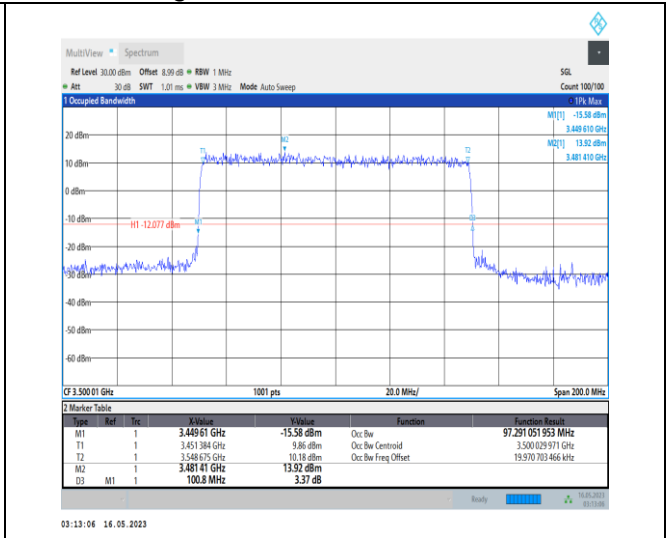 MultiView Spectrum
Ref Level 30.00 dBm Offset 8.99 dB RBW 1 MHz SGL
Att 30 dB SWT 1.01 ms VBW 3 MHz Mode Auto Sweep Count 100/100
1 Occupied Bandwidth 1Pk Max
M1[1] -15.58 dBm
3.449 610 GHz
M2[1] 13.92 dBm
3.481 410 GHz
20 dBm
M2
T1
T2
10 dBm
0 dBm
-10 dBm
H1 -12.077 dBm
M1
D3
-20 dBm
-30 dBm
-40 dBm
-50 dBm
-60 dBm
CF 3.500 01 GHz 1001 pts 20.0 MHz/ Span 200.0 MHz
2 Marker Table
Type Ref Trc X-Value Y-Value Function Function Result
M1 1 3.449 61 GHz -15.58 dBm Occ Bw 97.291 051 953 MHz
T1 1 3.451 384 GHz 9.86 dBm Occ Bw Centroid 3.500 029 971 GHz
T2 1 3.548 675 GHz 10.18 dBm Occ Bw Freq Offset 19.970 703 466 kHz
M2 1 3.481 41 GHz 13.92 dBm
D3 M1 1 100.8 MHz 3.37 dB
Ready 16.05.2023
03:13:06
03:13:06 16.05.2023